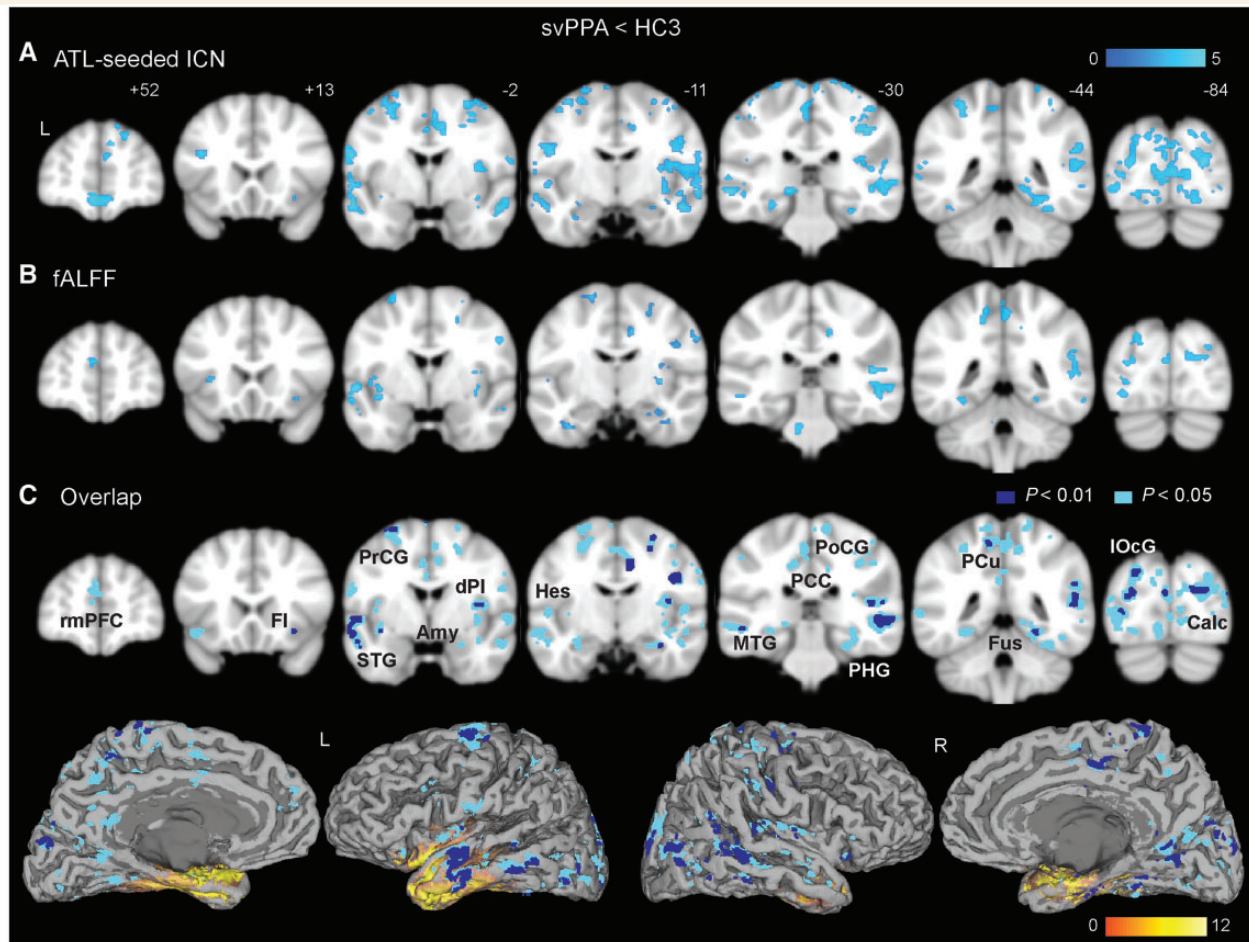 svPPA < HC3
A ATL-seeded ICN
0 5
+52 +13 -2 -11 -30 -44 -84
L
B fALFF
C Overlap
P < 0.01 P < 0.05
PrCG PoCG PCu IOcG
dPI Hes PCC
rmPFC FI Amy MTG Fus Calc
STG PHG
L R
0 12